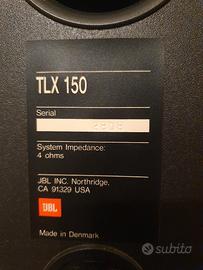 TLX 150
Serial
System Impedance:
4 ohms
JBL INC. Northridge,
CA 91329 USA
JBL
Made in Denmark
subito